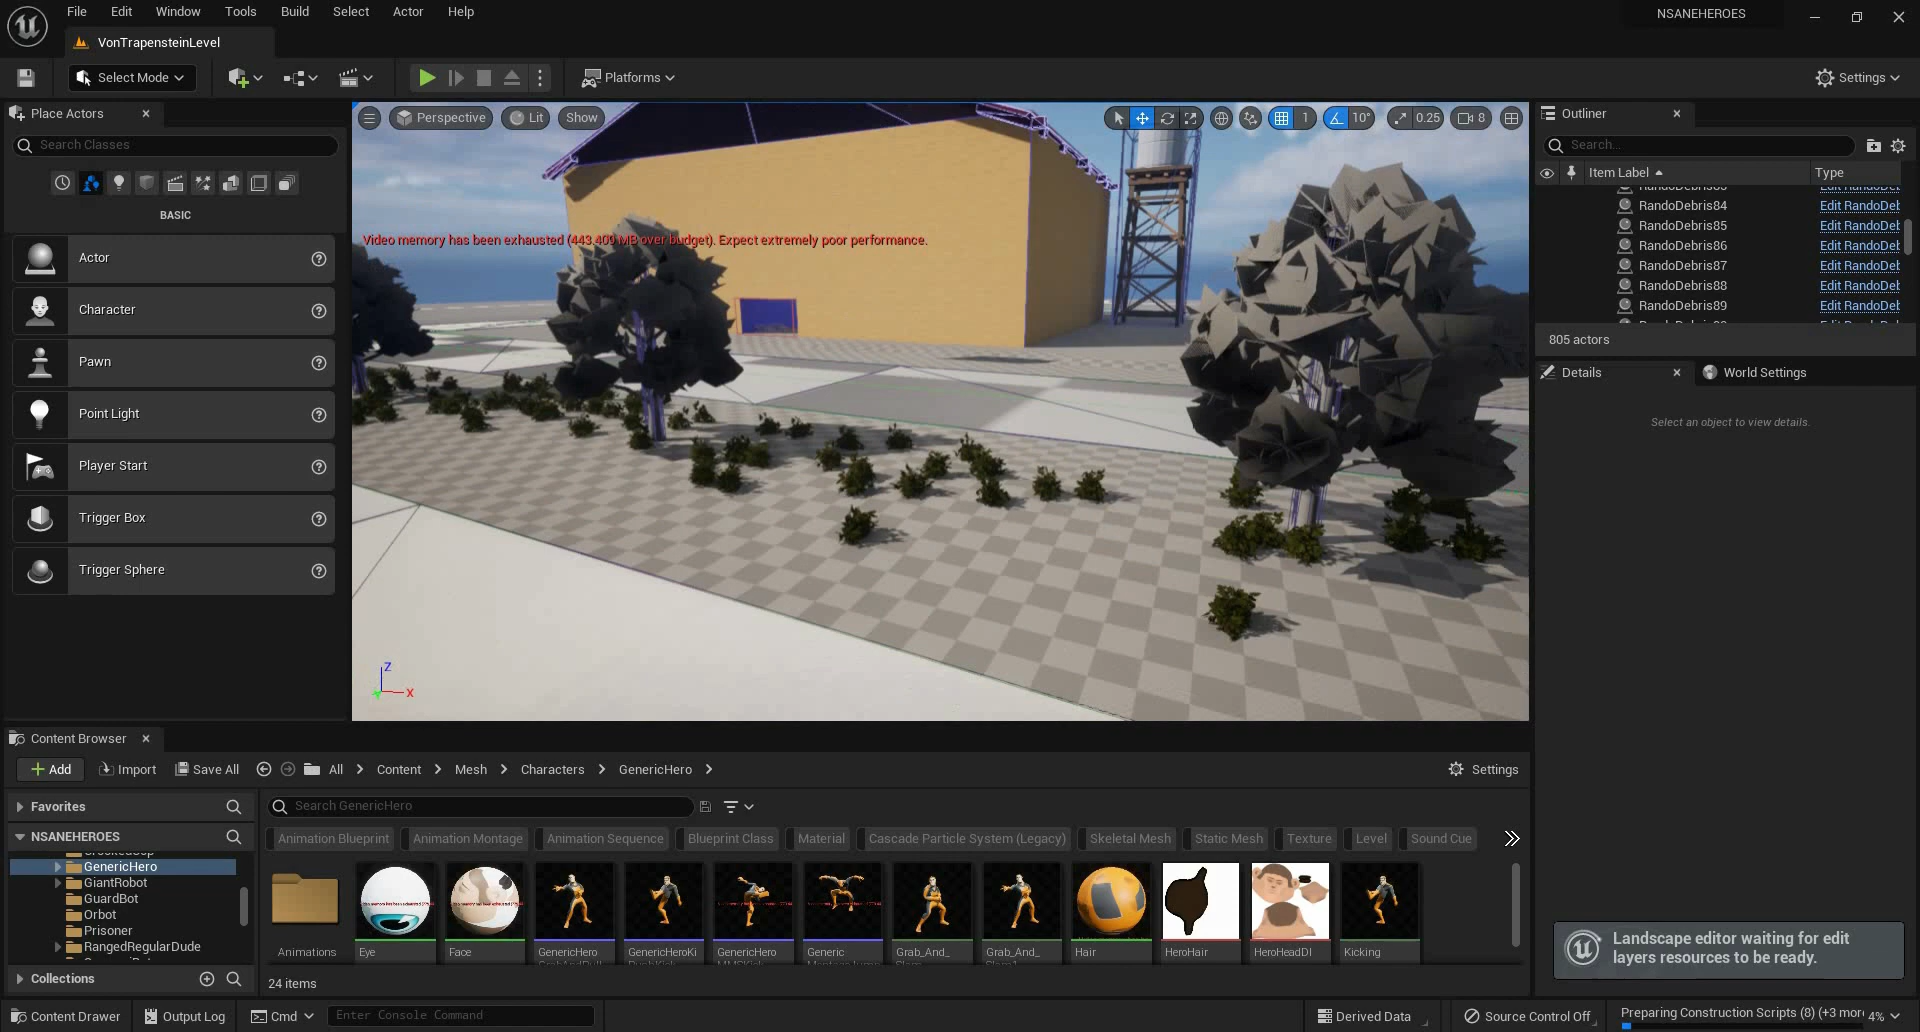 File Edit Window Tools Build Select Actor Help
NSANEHEROES
VonTrapensteinLevel
Select Mode
Platforms
Settings
Place Actors
Search Classes
BASIC
Actor
Character
Pawn
Point Light
Player Start
Trigger Box
Trigger Sphere
Perspective Lit Show
1 10° 0.25 8
Video memory has been exhausted (443.409 MB over budget). Expect extremely poor performance.
Z
X
Outliner
Search...
Item Label Type
RandoDebris84 Edit RandoDeb
RandoDebris85 Edit RandoDeb
RandoDebris86 Edit RandoDeb
RandoDebris87 Edit RandoDeb
RandoDebris88 Edit RandoDeb
RandoDebris89 Edit RandoDeb
805 actors
Details World Settings
Select an object to view details.
Content Browser
Add Import Save All All Content Mesh Characters GenericHero Settings
Favorites
NSANEHEROES
GenericHero
GiantRobot
GuardBot
Orbot
Prisoner
RangedRegularDude
Collections
Search GenericHero
Animation Blueprint Animation Montage Animation Sequence Blueprint Class Material Cascade Particle System (Legacy) Skeletal Mesh Static Mesh Texture Level Sound Cue
Animations Eye Face GenericHero GenericHeroKi GenericHero Generic Grab_And_ Grab_And_ Hair HeroHair HeroHeadDI Kicking
24 items
Landscape editor waiting for edit
layers resources to be ready.
Content Drawer Output Log Cmd Enter Console Command Derived Data Source Control Off Preparing Construction Scripts (8) (+3 more 4%